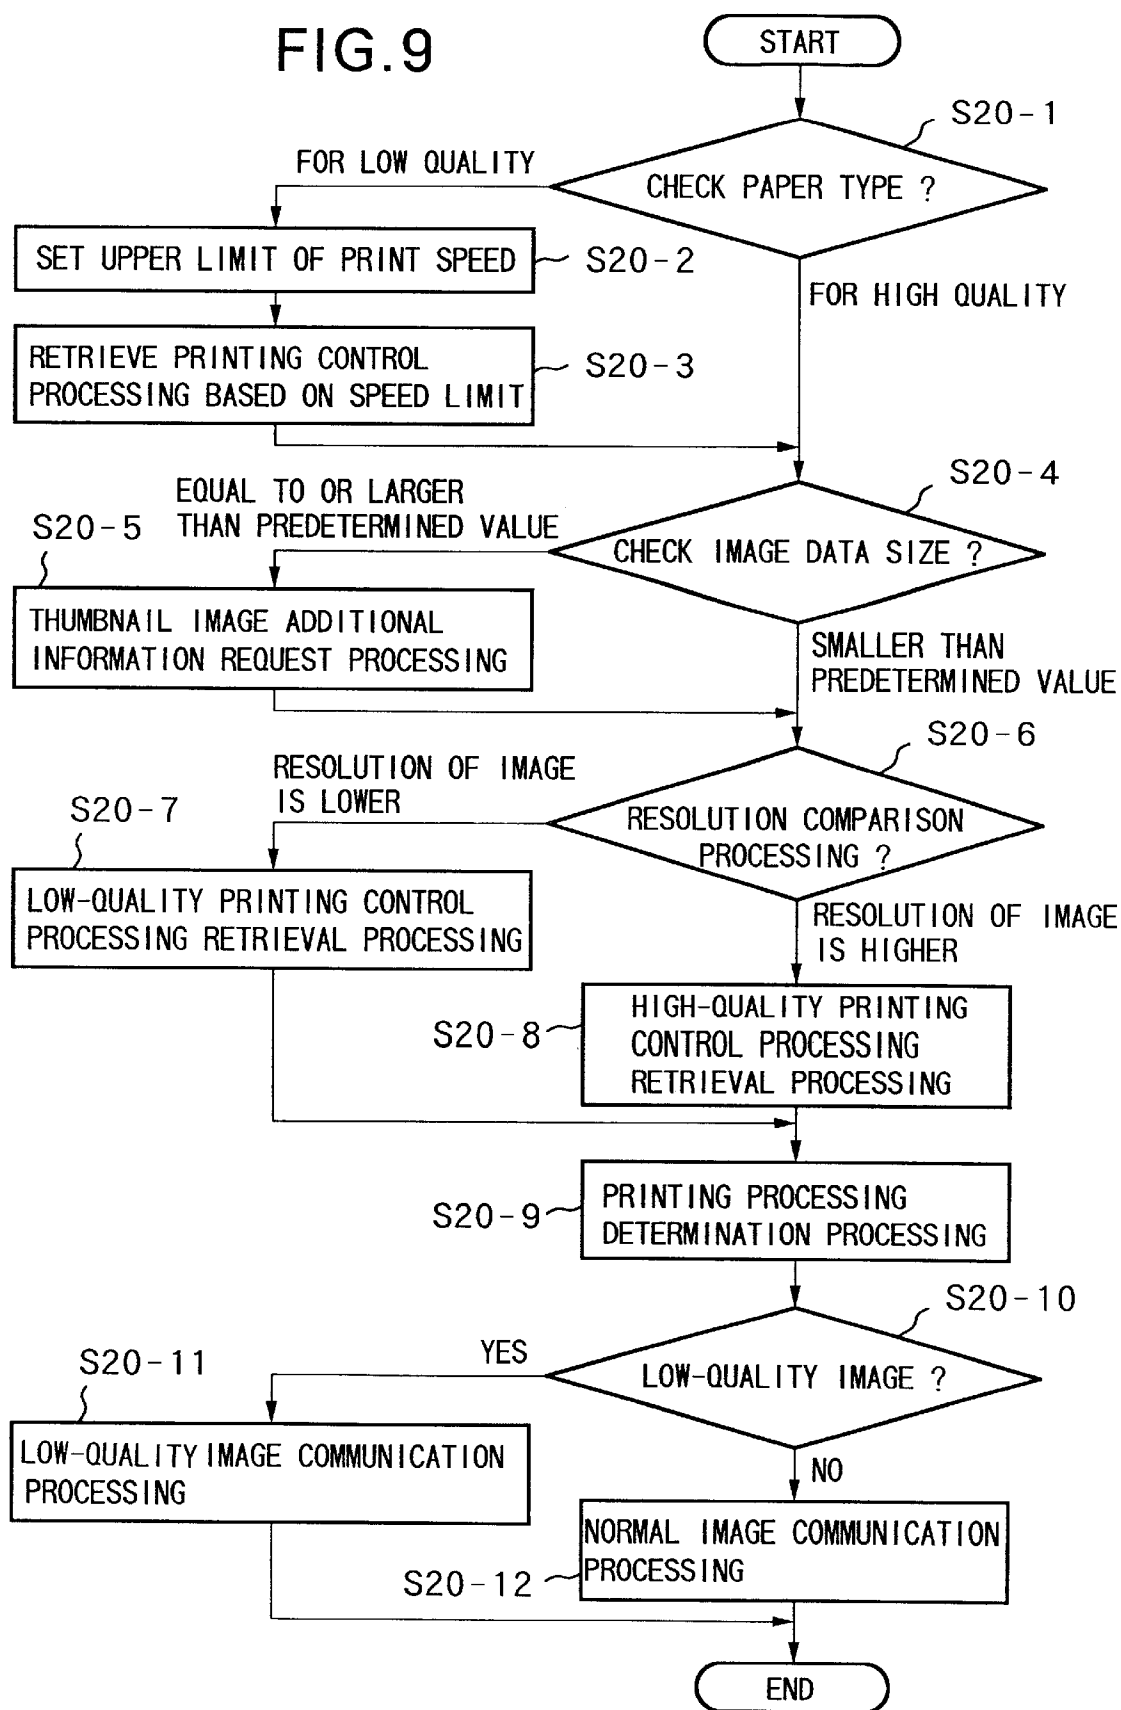 FIG.9
START
S20-1
CHECK PAPER TYPE ?
FOR LOW QUALITY
SET UPPER LIMIT OF PRINT SPEED
S20-2
FOR HIGH QUALITY
RETRIEVE PRINTING CONTROL
PROCESSING BASED ON SPEED LIMIT
S20-3
S20-4
CHECK IMAGE DATA SIZE ?
EQUAL TO OR LARGER
THAN PREDETERMINED VALUE
S20-5
THUMBNAIL IMAGE ADDITIONAL
INFORMATION REQUEST PROCESSING
SMALLER THAN
PREDETERMINED VALUE
S20-6
RESOLUTION COMPARISON
PROCESSING ?
RESOLUTION OF IMAGE
IS LOWER
S20-7
LOW-QUALITY PRINTING CONTROL
PROCESSING RETRIEVAL PROCESSING
RESOLUTION OF IMAGE
IS HIGHER
S20-8
HIGH-QUALITY PRINTING
CONTROL PROCESSING
RETRIEVAL PROCESSING
S20-9
PRINTING PROCESSING
DETERMINATION PROCESSING
S20-10
LOW-QUALITY IMAGE ?
YES
S20-11
LOW-QUALITY IMAGE COMMUNICATION
PROCESSING
NO
NORMAL IMAGE COMMUNICATION
PROCESSING
S20-12
END